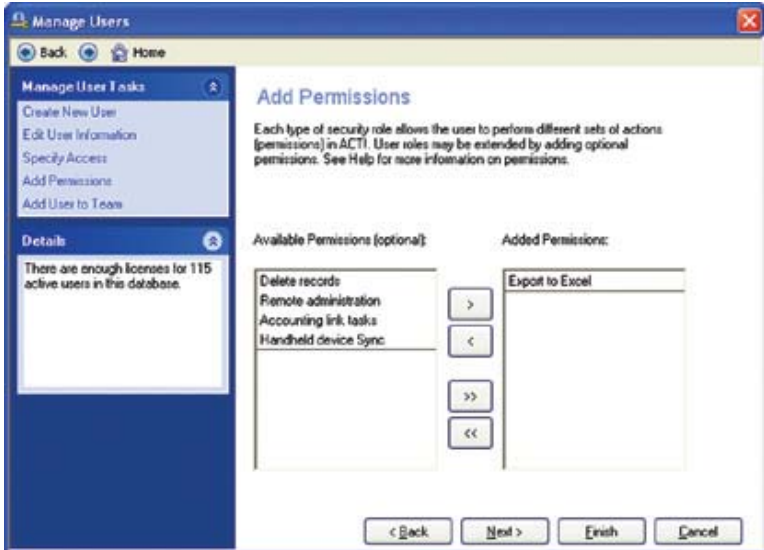 Manage Users
Back Home
Manage User Tasks
Create New User
Edit User Information
Specify Access
Add Permissions
Add User to Team
Details
There are enough licenses for 115
active users in this database.
Add Permissions
Each type of security role allows the user to perform different sets of actions
(permissions) in ACT!. User roles may be extended by adding optional
permissions. See Help for more information on permissions.
Available Permissions (optional):
Delete records
Remote administration
Accounting link tasks
Handheld device Sync
>
<
>>
<<
Added Permissions:
Export to Excel
< Back
Next >
Finish
Cancel